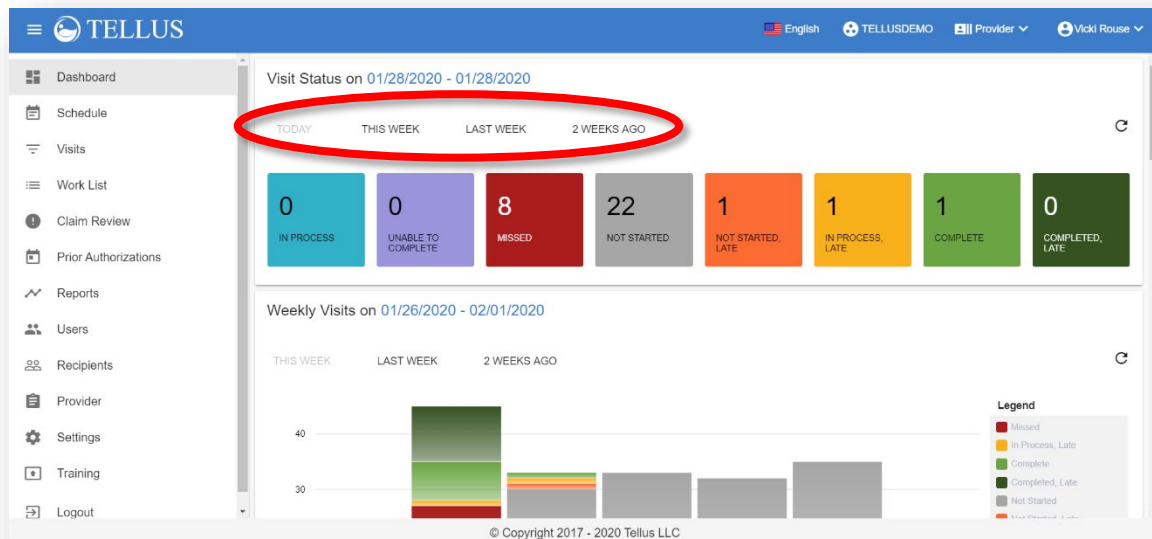 TELLUS
English
TELLUSDEMO
Provider
Vicki Rouse
Dashboard
Schedule
Visits
Work List
Claim Review
Prior Authorizations
Reports
Users
Recipients
Provider
Settings
Training
Logout
Visit Status on 01/28/2020 - 01/28/2020
TODAY THIS WEEK LAST WEEK 2 WEEKS AGO
0
IN PROCESS
0
UNABLE TO
COMPLETE
8
MISSED
22
NOT STARTED
1
NOT STARTED,
LATE
1
IN PROCESS,
LATE
1
COMPLETE
0
COMPLETED,
LATE
Weekly Visits on 01/26/2020 - 02/01/2020
THIS WEEK LAST WEEK 2 WEEKS AGO
40
30
Legend
Missed
In Process, Late
Complete
Completed, Late
Not Started
Not Started, Late
© Copyright 2017 - 2020 Tellus LLC